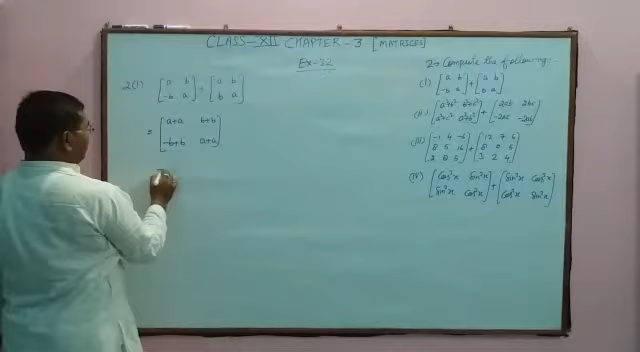 CLASS-XII CHAPTER-3 [MATRICES]
Ex-3.2
2(i) [a b
-b a] + [a b
b a]
= [a+a b+b
-b+b a+a]
=
2→ Compute the following:-
(i) [a b
-b a] + [a b
b a]
(ii) [a²+b² b²+c²
a²+c² a²+b²] + [2ab 2bc
-2ac -2ab]
(iii) [-1 4 -6
8 5 16
2 8 5] + [12 7 6
8 0 5
3 2 4]
(iv) [cos²x sin²x
sin²x cos²x] + [sin²x cos²x
cos²x sin²x]